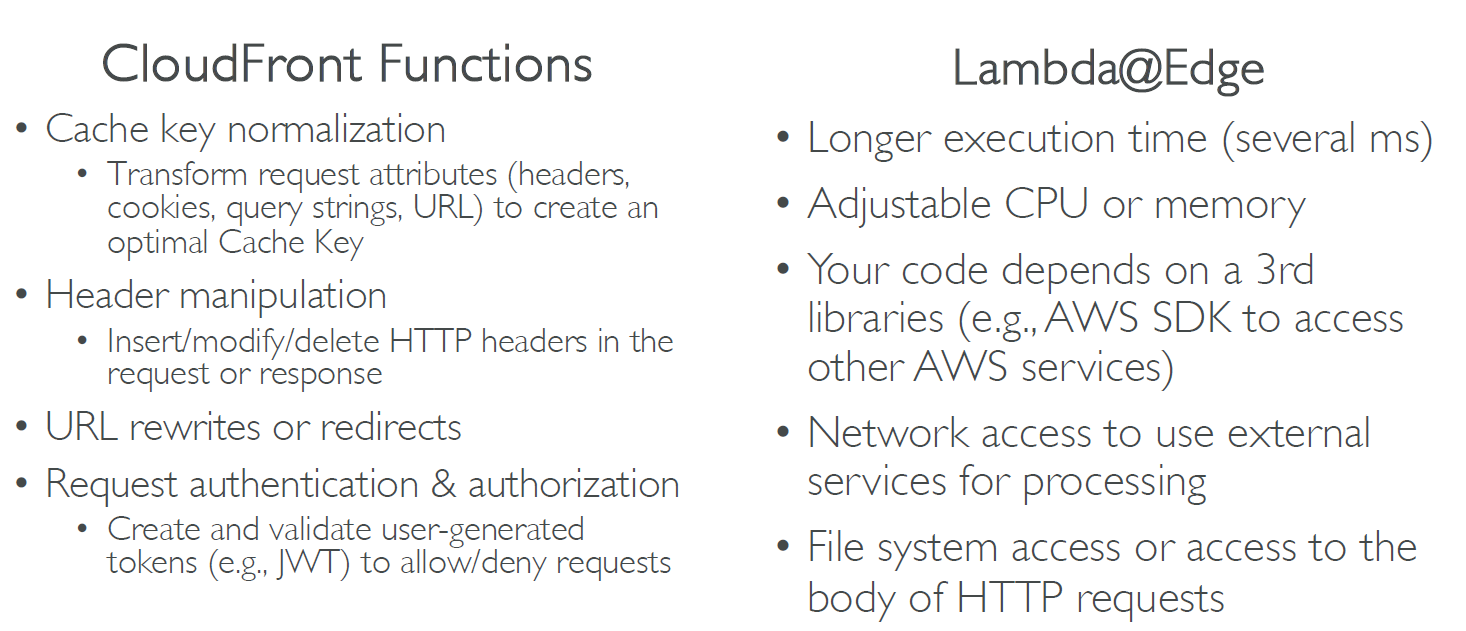 CloudFront Functions
• Cache key normalization
• Transform request attributes (headers,
cookies, query strings, URL) to create an
optimal Cache Key
• Header manipulation
• Insert/modify/delete HTTP headers in the
request or response
• URL rewrites or redirects
• Request authentication & authorization
• Create and validate user-generated
tokens (e.g., JWT) to allow/deny requests
Lambda@Edge
• Longer execution time (several ms)
• Adjustable CPU or memory
• Your code depends on a 3rd
libraries (e.g., AWS SDK to access
other AWS services)
• Network access to use external
services for processing
• File system access or access to the
body of HTTP requests